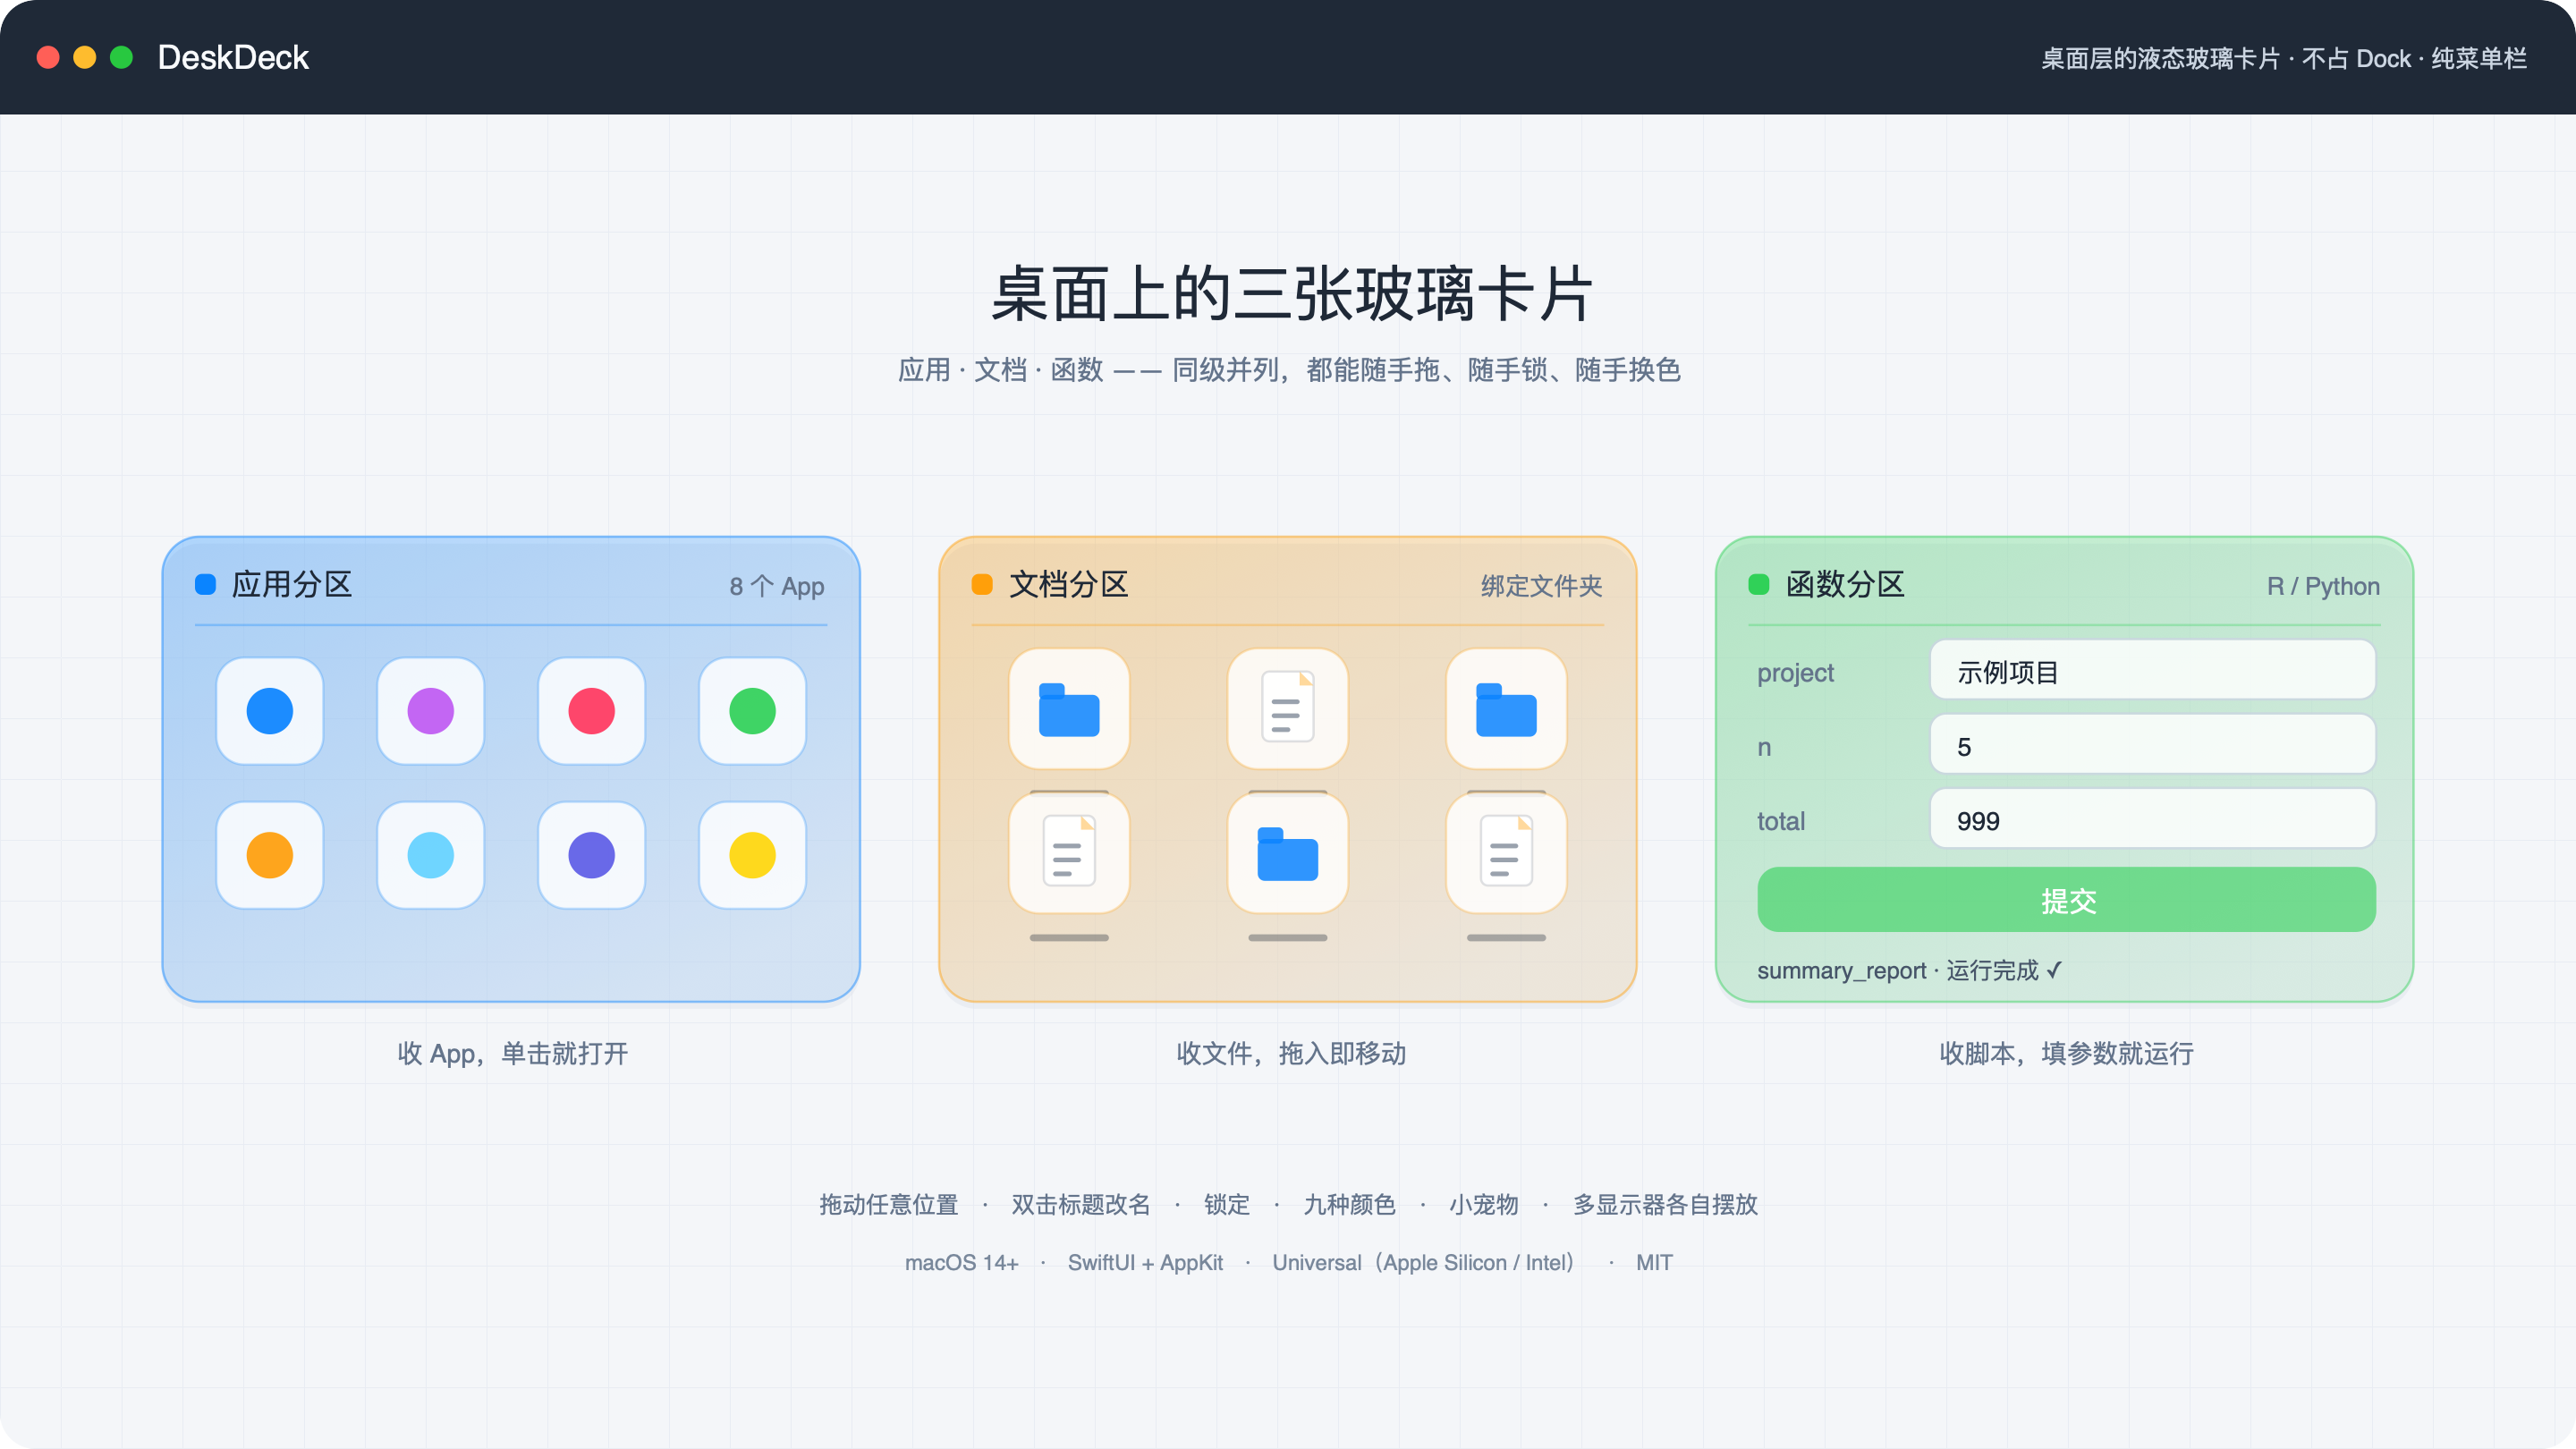 DeskDeck
桌面层的液态玻璃卡片 · 不占 Dock · 纯菜单栏
桌面上的三张玻璃卡片
应用 · 文档 · 函数 —— 同级并列，都能随手拖、随手锁、随手换色
应用分区
8 个 App
收 App，单击就打开
文档分区
绑定文件夹
收文件，拖入即移动
函数分区
R / Python
project
示例项目
n
5
total
999
提交
summary_report · 运行完成 ✓
收脚本，填参数就运行
拖动任意位置 · 双击标题改名 · 锁定 · 九种颜色 · 小宠物 · 多显示器各自摆放
macOS 14+ · SwiftUI + AppKit · Universal（Apple Silicon / Intel） · MIT